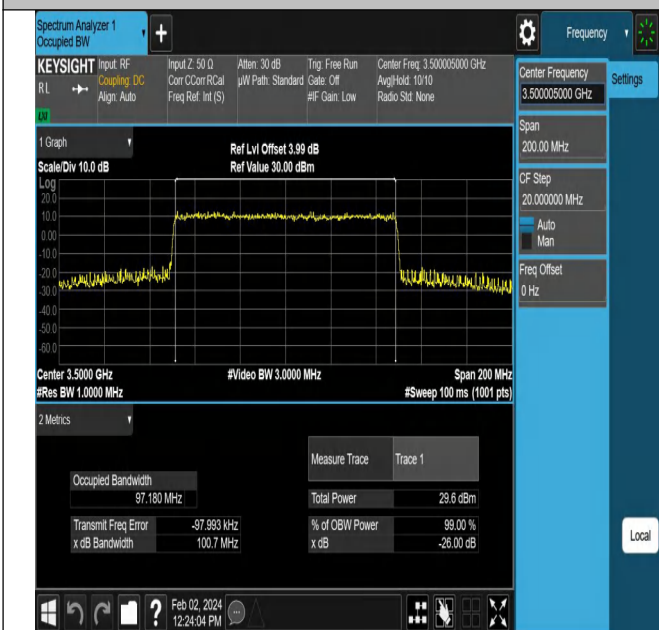 Spectrum Analyzer 1
Occupied BW
Frequency
KEYSIGHT
RL
LXI
Input: RF
Coupling: DC
Align: Auto
Input Z: 50 Ω
Corr CCorr RCal
Freq Ref: Int (S)
Atten: 30 dB
µW Path: Standard
Trig: Free Run
Gate: Off
#IF Gain: Low
Center Freq: 3.500005000 GHz
Avg|Hold: 10/10
Radio Std: None
Center Frequency
3.500005000 GHz
Settings
Span
200.00 MHz
CF Step
20.000000 MHz
Auto
Man
Freq Offset
0 Hz
1 Graph
Scale/Div 10.0 dB
Ref Lvl Offset 3.99 dB
Ref Value 30.00 dBm
Log
20.0
10.0
0.00
-10.0
-20.0
-30.0
-40.0
-50.0
-60.0
Center 3.5000 GHz
#Video BW 3.0000 MHz
Span 200 MHz
#Res BW 1.0000 MHz
#Sweep 100 ms (1001 pts)
2 Metrics
Measure Trace Trace 1
Occupied Bandwidth
97.180 MHz
Total Power 29.6 dBm
Transmit Freq Error -97.993 kHz
% of OBW Power 99.00 %
x dB Bandwidth 100.7 MHz
x dB -26.00 dB
Local
?
Feb 02, 2024
12:24:04 PM